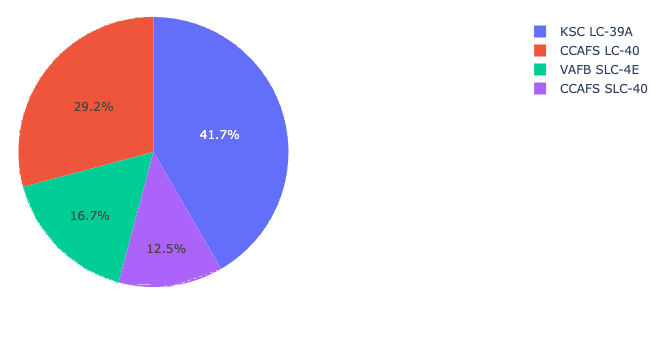 KSC LC-39A
CCAFS LC-40
VAFB SLC-4E
CCAFS SLC-40
29.2%
41.7%
16.7%
12.5%